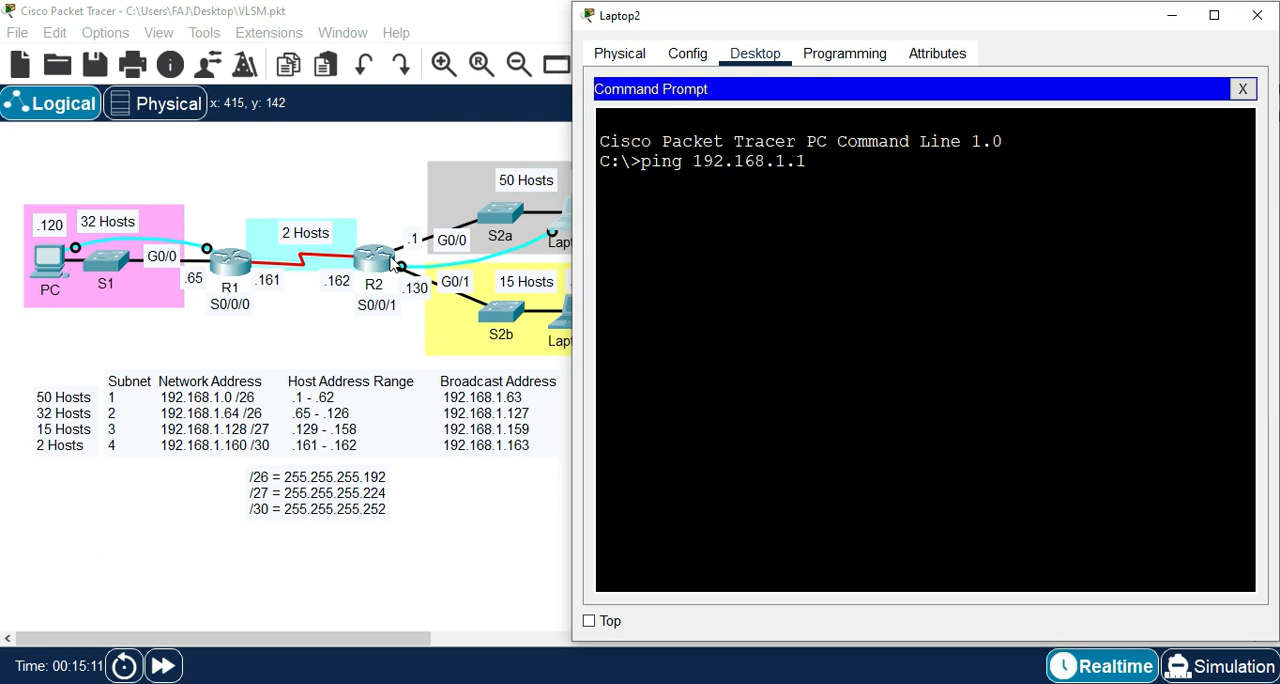 Cisco Packet Tracer - C:\Users\FAJ\Desktop\VLSM.pkt
File Edit Options View Tools Extensions Window Help
Logical Physical x: 415, y: 142
Laptop2
Physical Config Desktop Programming Attributes
Command Prompt X
Cisco Packet Tracer PC Command Line 1.0
C:\>ping 192.168.1.1
.120 32 Hosts
G0/0
PC S1
.65
2 Hosts
.161
R1
S0/0/0
.162
R2
S0/0/1
50 Hosts
.1 G0/0
S2a
Lap
.130 G0/1
15 Hosts
S2b
Lap
Subnet Network Address Host Address Range Broadcast Address
50 Hosts 1 192.168.1.0 /26 .1 - .62 192.168.1.63
32 Hosts 2 192.168.1.64 /26 .65 - .126 192.168.1.127
15 Hosts 3 192.168.1.128 /27 .129 - .158 192.168.1.159
2 Hosts 4 192.168.1.160 /30 .161 - .162 192.168.1.163
/26 = 255.255.255.192
/27 = 255.255.255.224
/30 = 255.255.255.252
Top
Time: 00:15:11
Realtime Simulation